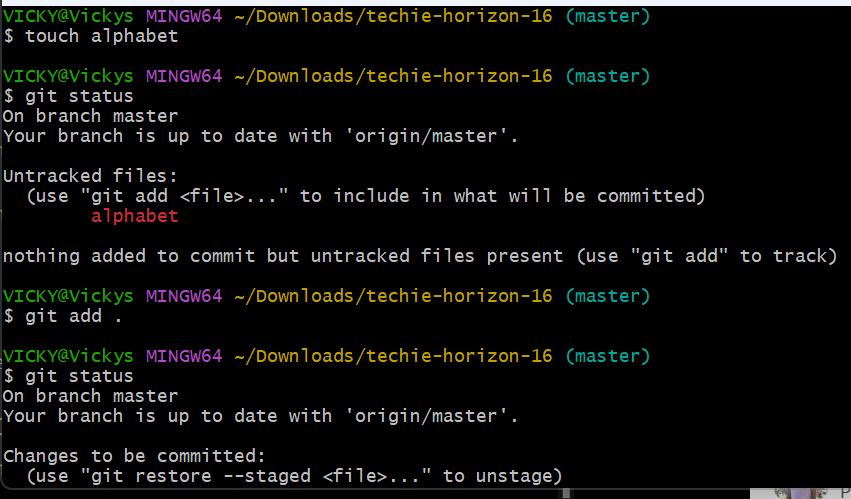 VICKY@Vickys MINGW64 ~/Downloads/techie-horizon-16 (master)
$ touch alphabet

VICKY@Vickys MINGW64 ~/Downloads/techie-horizon-16 (master)
$ git status
On branch master
Your branch is up to date with 'origin/master'.

Untracked files:
  (use "git add <file>..." to include in what will be committed)
        alphabet

nothing added to commit but untracked files present (use "git add" to track)

VICKY@Vickys MINGW64 ~/Downloads/techie-horizon-16 (master)
$ git add .

VICKY@Vickys MINGW64 ~/Downloads/techie-horizon-16 (master)
$ git status
On branch master
Your branch is up to date with 'origin/master'.

Changes to be committed:
  (use "git restore --staged <file>..." to unstage)